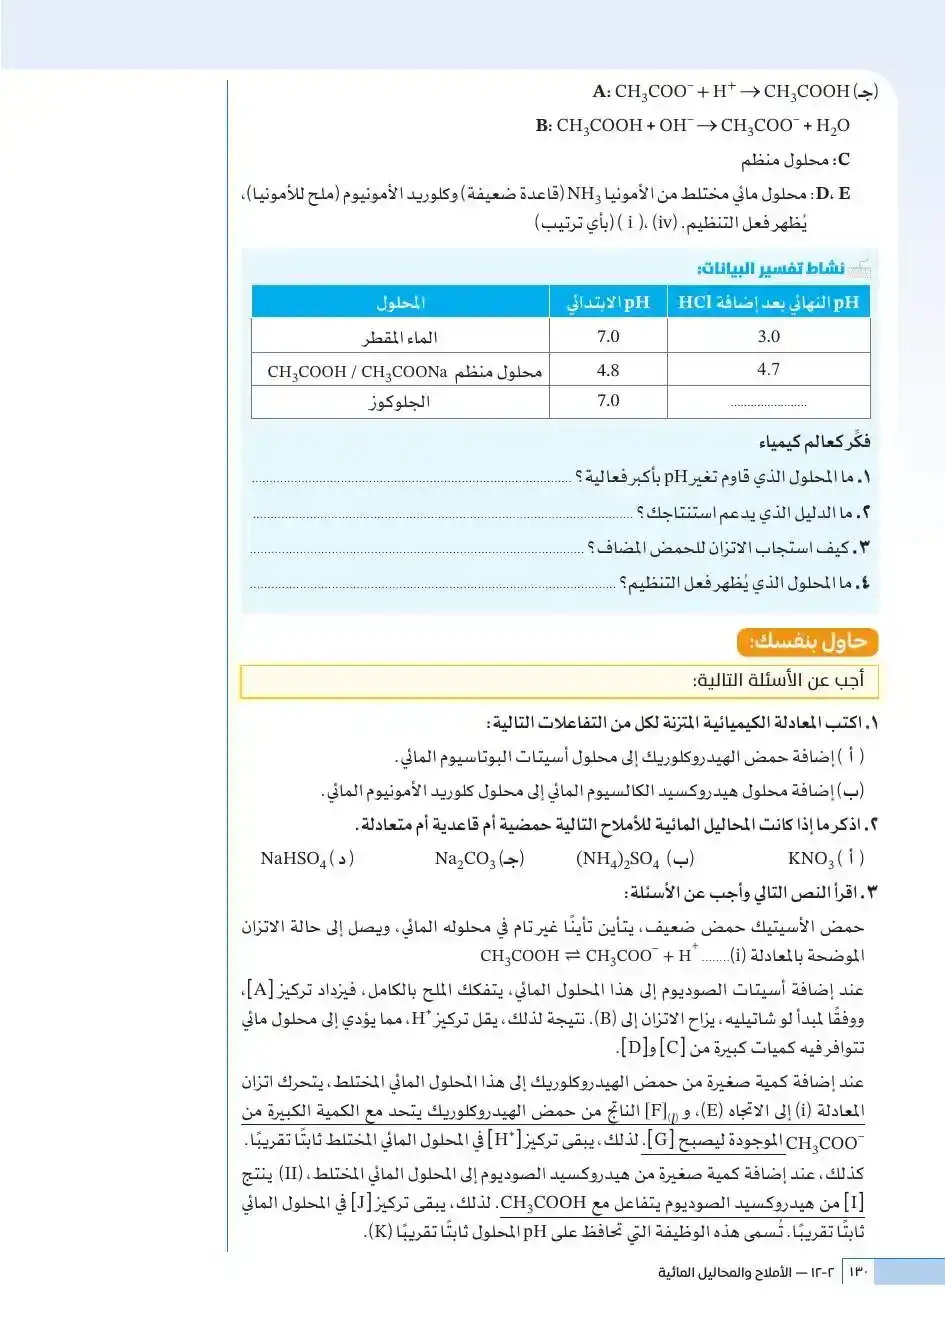 (جـ) A: CH₃COO⁻ + H⁺ → CH₃COOH
B: CH₃COOH + OH⁻ → CH₃COO⁻ + H₂O
C: محلول منظم
D، E: محلول مائي مختلط من الأمونيا NH₃ (قاعدة ضعيفة) وكلوريد الأمونيوم (ملح للأمونيا)،
يُظهر فعل التنظيم. (iv)، ( i ) (بأي ترتيب)
نشاط تفسير البيانات:
المحلول | pH الابتدائي | pH النهائي بعد إضافة HCl
الماء المقطر | 7.0 | 3.0
محلول منظم CH₃COOH / CH₃COONa | 4.8 | 4.7
الجلوكوز | 7.0 | .......................
فكِّر كعالم كيمياء
١. ما المحلول الذي قاوم تغير pH بأكبر فعالية؟ ................................................................................
٢. ما الدليل الذي يدعم استنتاجك؟ ................................................................................
٣. كيف استجاب الاتزان للحمض المضاف؟ ................................................................................
٤. ما المحلول الذي يُظهر فعل التنظيم؟ ................................................................................
حاول بنفسك:
أجب عن الأسئلة التالية:
١. اكتب المعادلة الكيميائية المتزنة لكل من التفاعلات التالية:
( أ ) إضافة حمض الهيدروكلوريك إلى محلول أسيتات البوتاسيوم المائي.
(ب) إضافة محلول هيدروكسيد الكالسيوم المائي إلى محلول كلوريد الأمونيوم المائي.
٢. اذكر ما إذا كانت المحاليل المائية للأملاح التالية حمضية أم قاعدية أم متعادلة.
( أ ) KNO₃ (ب) (NH₄)₂SO₄ (جـ) Na₂CO₃ ( د ) NaHSO₄
٣. اقرأ النص التالي وأجب عن الأسئلة:
حمض الأسيتيك حمض ضعيف، يتأين تأينًا غير تام في محلوله المائي، ويصل إلى حالة الاتزان
الموضحة بالمعادلة (i)........ CH₃COOH ⇌ CH₃COO⁻ + H⁺
عند إضافة أسيتات الصوديوم إلى هذا المحلول المائي، يتفكك الملح بالكامل، فيزداد تركيز [A]،
ووفقًا لمبدأ لو شاتيليه، يزاح الاتزان إلى (B). نتيجة لذلك، يقل تركيز H⁺، مما يؤدي إلى محلول مائي
تتوافر فيه كميات كبيرة من [C] و[D].
عند إضافة كمية صغيرة من حمض الهيدروكلوريك إلى هذا المحلول المائي المختلط، يتحرك اتزان
المعادلة (i) إلى الاتجاه (E)، و [F]₍ₗ₎ الناتج من حمض الهيدروكلوريك يتحد مع الكمية الكبيرة من
CH₃COO⁻ الموجودة ليصبح [G]. لذلك، يبقى تركيز [H⁺] في المحلول المائي المختلط ثابتًا تقريبًا.
كذلك، عند إضافة كمية صغيرة من هيدروكسيد الصوديوم إلى المحلول المائي المختلط، (II) ينتج
[I] من هيدروكسيد الصوديوم يتفاعل مع CH₃COOH. لذلك، يبقى تركيز [J] في المحلول المائي
ثابتًا تقريبًا. تُسمى هذه الوظيفة التي تحافظ على pH المحلول ثابتًا تقريبًا (K).
١٣٠ ٢-١٢ — الأملاح والمحاليل المائية